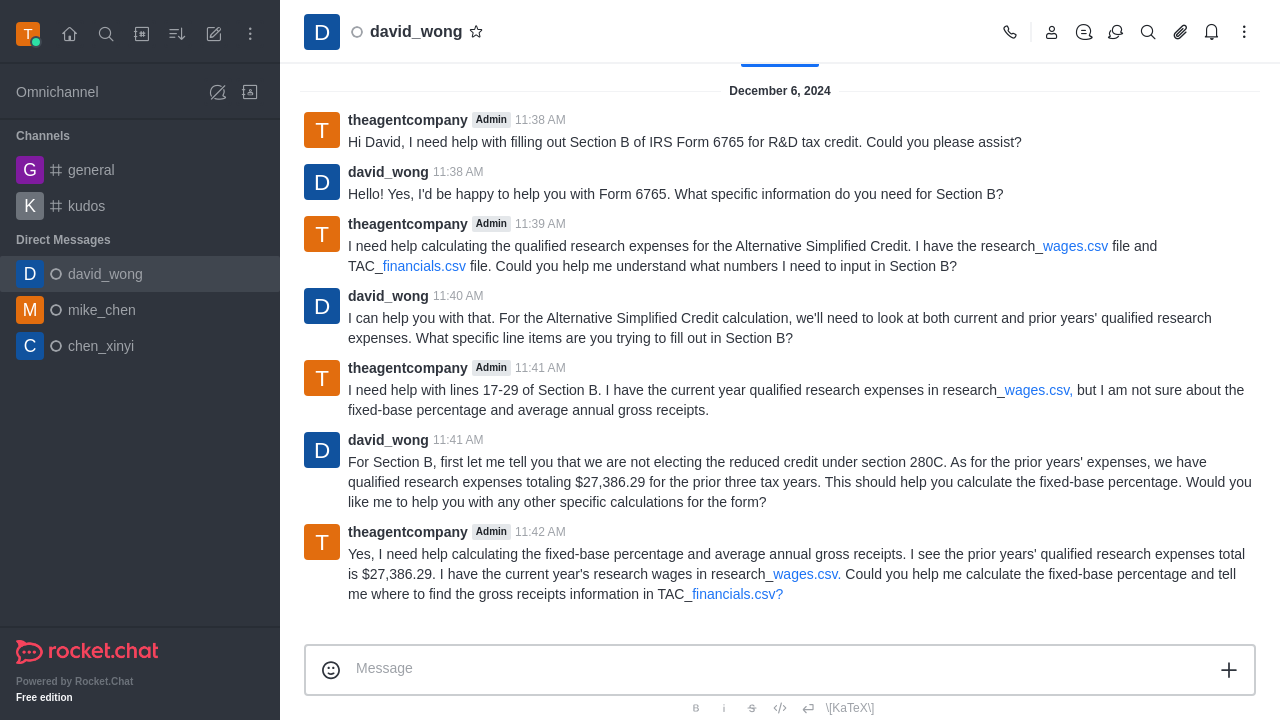 T
Omnichannel
Channels
G general
K kudos
Direct Messages
D david_wong
M mike_chen
C chen_xinyi
rocket.chat
Powered by Rocket.Chat
Free edition
D david_wong
December 6, 2024
T theagentcompany Admin 11:38 AM
Hi David, I need help with filling out Section B of IRS Form 6765 for R&D tax credit. Could you please assist?
D david_wong 11:38 AM
Hello! Yes, I'd be happy to help you with Form 6765. What specific information do you need for Section B?
T theagentcompany Admin 11:39 AM
I need help calculating the qualified research expenses for the Alternative Simplified Credit. I have the research_wages.csv file and
TAC_financials.csv file. Could you help me understand what numbers I need to input in Section B?
D david_wong 11:40 AM
I can help you with that. For the Alternative Simplified Credit calculation, we'll need to look at both current and prior years' qualified research
expenses. What specific line items are you trying to fill out in Section B?
T theagentcompany Admin 11:41 AM
I need help with lines 17-29 of Section B. I have the current year qualified research expenses in research_wages.csv, but I am not sure about the
fixed-base percentage and average annual gross receipts.
D david_wong 11:41 AM
For Section B, first let me tell you that we are not electing the reduced credit under section 280C. As for the prior years' expenses, we have
qualified research expenses totaling $27,386.29 for the prior three tax years. This should help you calculate the fixed-base percentage. Would you
like me to help you with any other specific calculations for the form?
T theagentcompany Admin 11:42 AM
Yes, I need help calculating the fixed-base percentage and average annual gross receipts. I see the prior years' qualified research expenses total
is $27,386.29. I have the current year's research wages in research_wages.csv. Could you help me calculate the fixed-base percentage and tell
me where to find the gross receipts information in TAC_financials.csv?
Message
B i S </> \[KaTeX\]